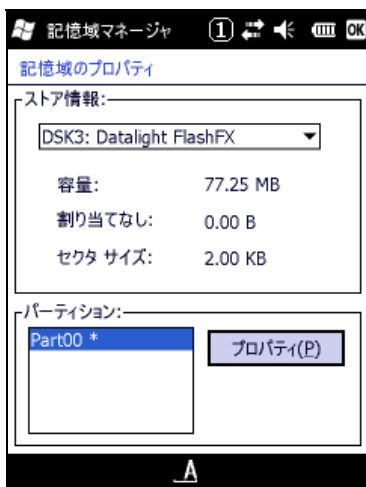 記憶域マネージャ 1 OK
記憶域のプロパティ
ストア情報:
DSK3: Datalight FlashFX
容量: 77.25 MB
割り当てなし: 0.00 B
セクタ サイズ: 2.00 KB
パーティション:
Part00 *
プロパティ(P)
A